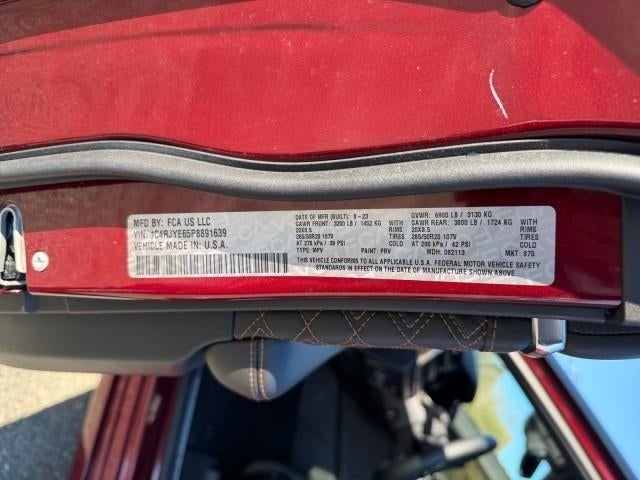 MFD BY: FCA US LLC
VIN: 1C4RJYE65P8891639
VEHICLE MADE IN U.S.A.
DATE OF MFR (BUILT): 8-23 GVWR: 6900 LB / 3130 KG
GAWR FRONT: 3200 LB / 1452 KG WITH GAWR REAR: 3800 LB / 1724 KG WITH
20X8.5 RIMS 20X8.5 RIMS
265/50R20 107V TIRES 265/50R20 107V TIRES
AT 270 kPa / 39 PSI COLD AT 290 kPa / 42 PSI COLD
TYPE: MPV PAINT: PRV MDH: 082113 MKT: 875
THIS VEHICLE CONFORMS TO ALL APPLICABLE U.S.A. FEDERAL MOTOR VEHICLE SAFETY
STANDARDS IN EFFECT ON THE DATE OF MANUFACTURE SHOWN ABOVE.